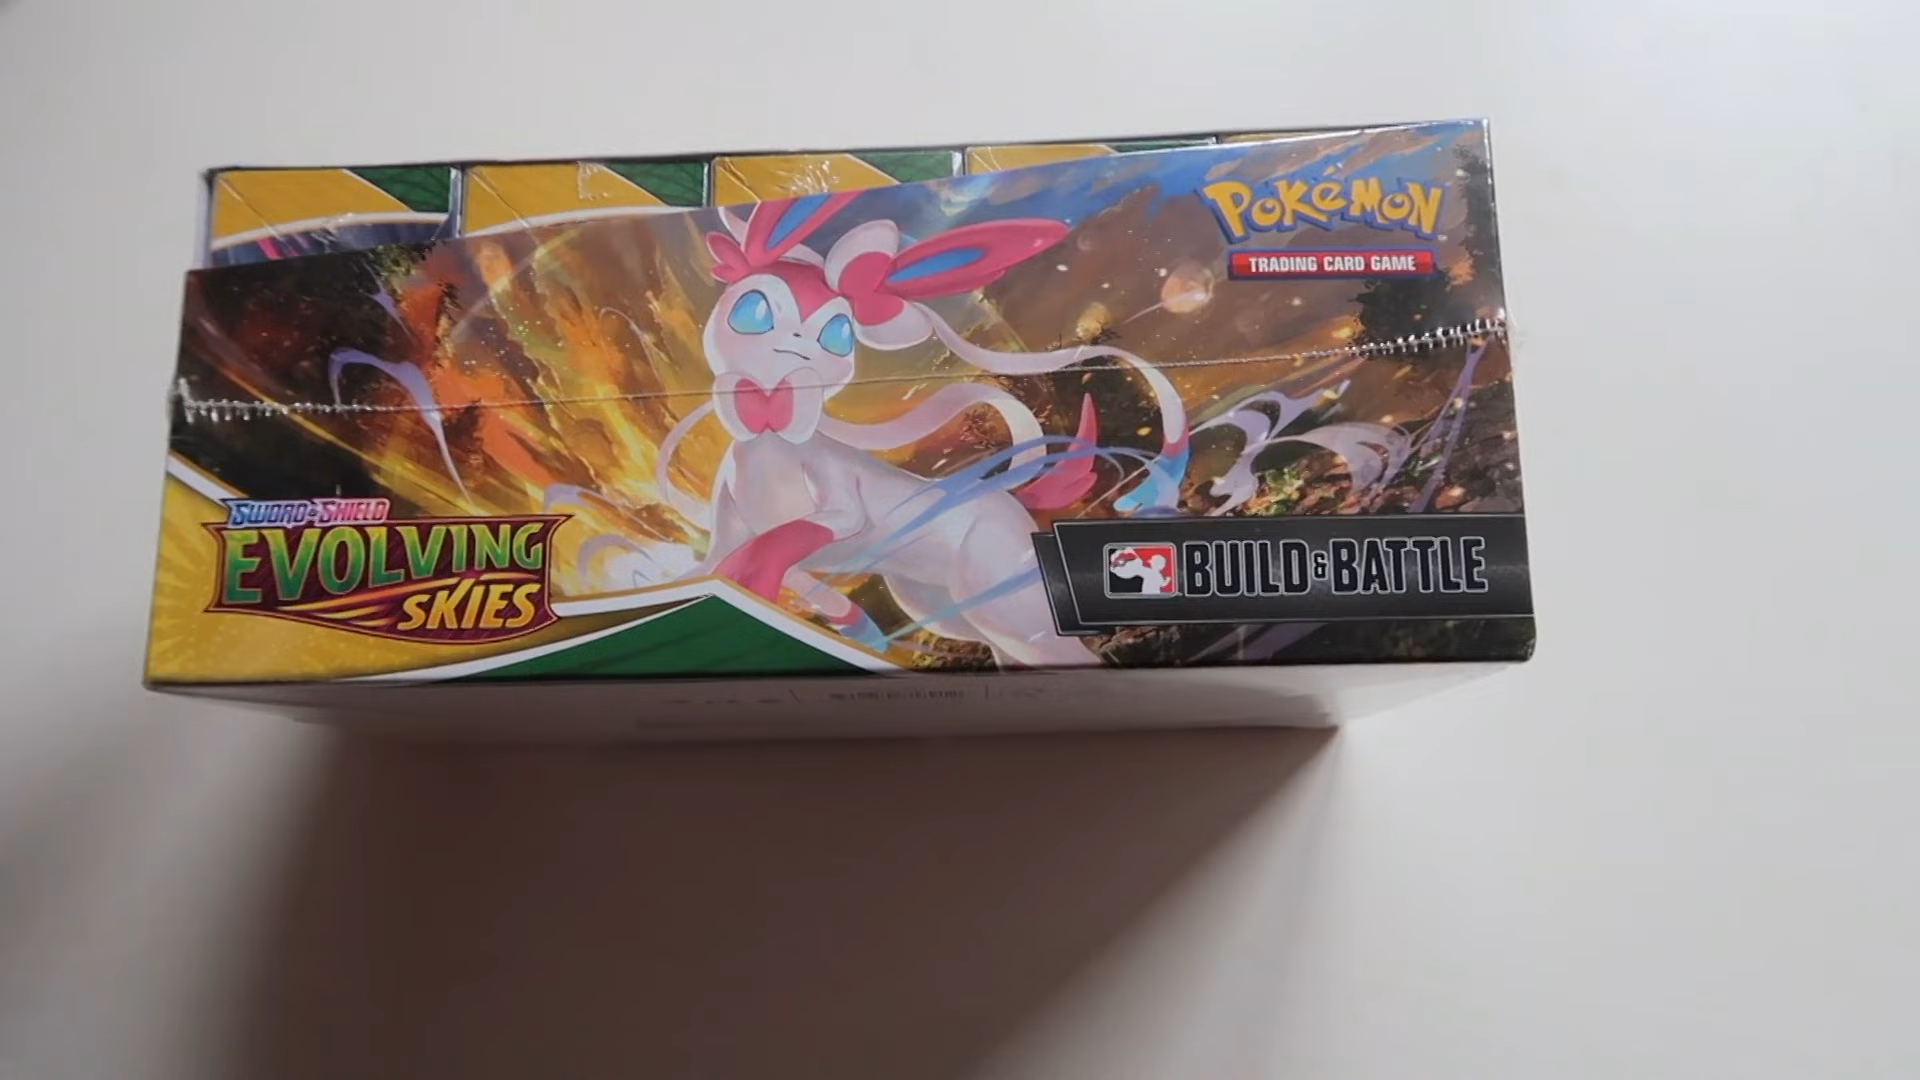 POKéMON
TRADING CARD GAME
SWORD & SHIELD
EVOLVING
SKIES
BUILD & BATTLE